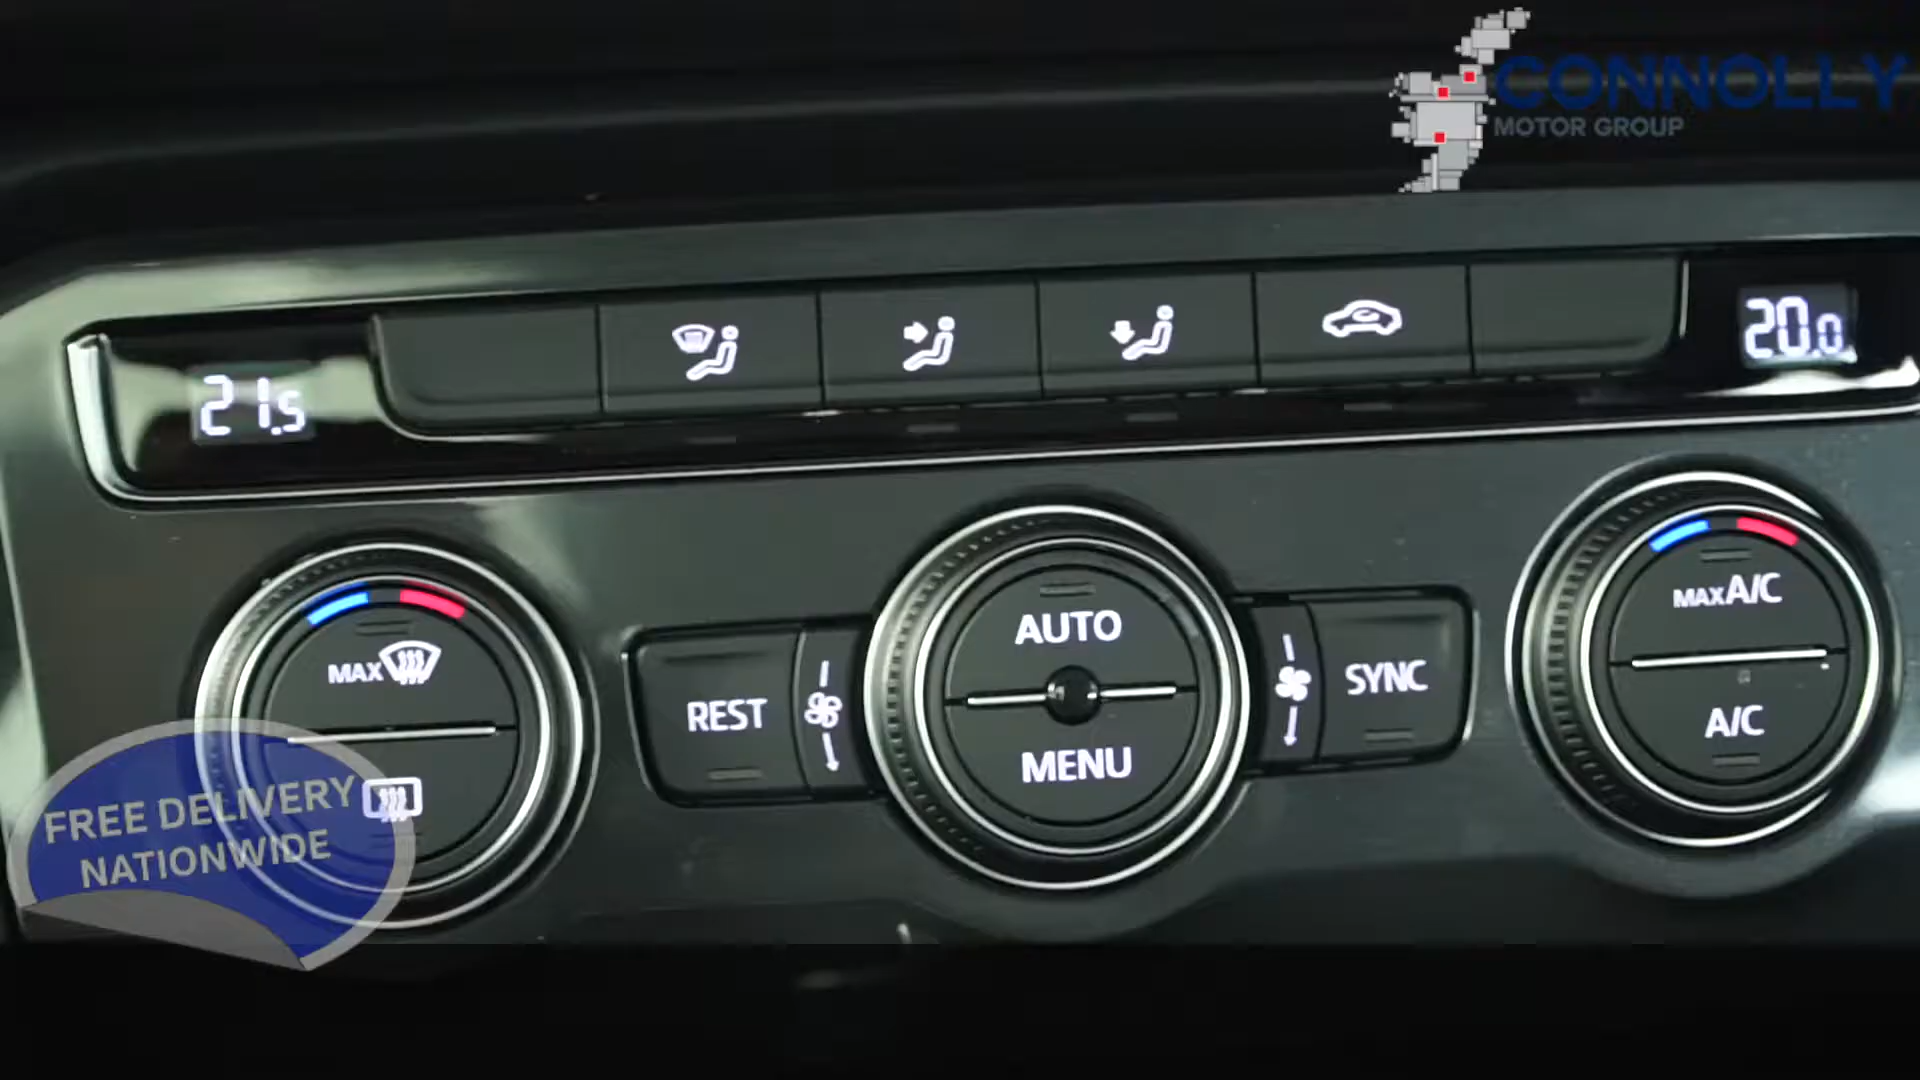 CONNOLLY
MOTOR GROUP
21.5
20.0
AUTO
MAX A/C
MAX
REST
SYNC
A/C
MENU
FREE DELIVERY
NATIONWIDE